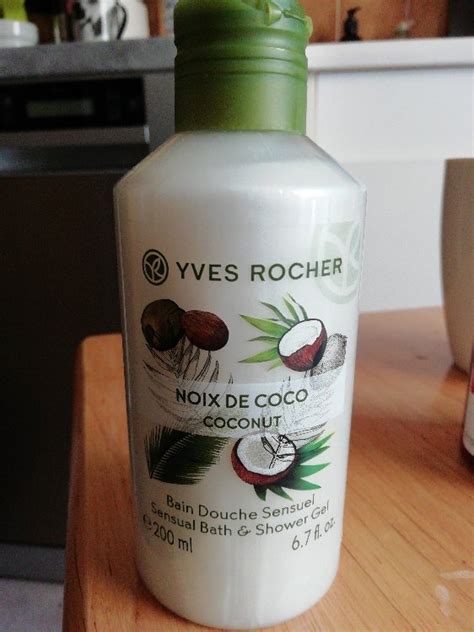 YVES ROCHER
NOIX DE COCO
COCONUT
Bain Douche Sensuel
Sensual Bath & Shower Gel
e 200 ml 6.7 fl. oz.